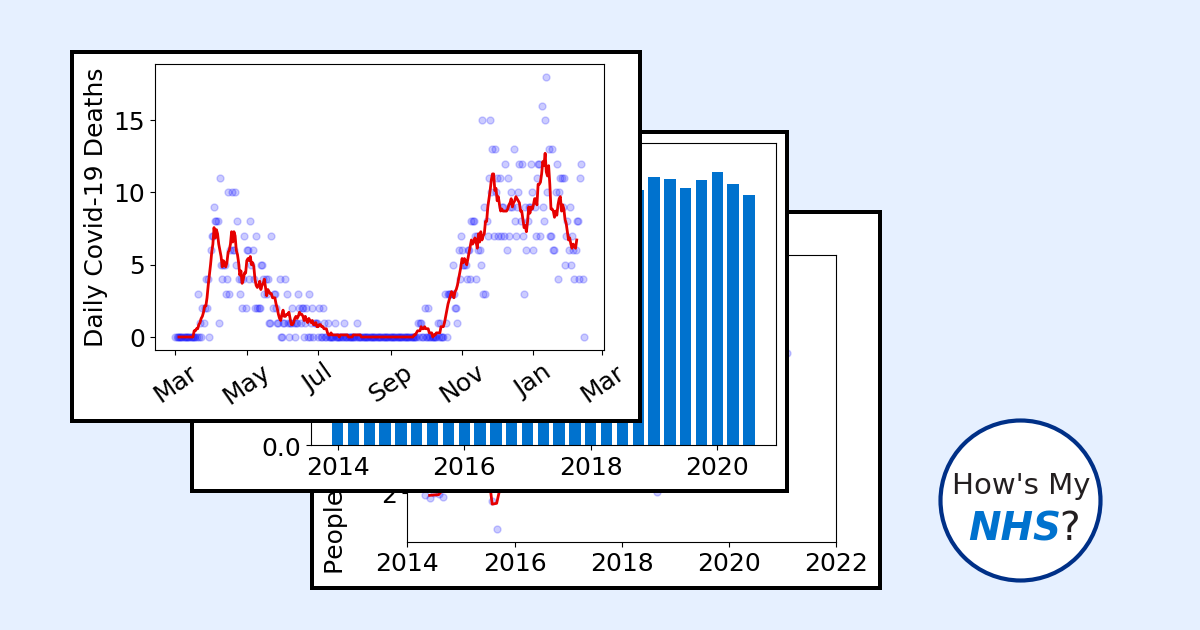 Daily Covid-19 Deaths
15
10
5
0
Mar May Jul Sep Nov Jan Mar
0.0
2014 2016 2018 2020
People
2
2014 2016 2018 2020 2022
How's My
NHS?